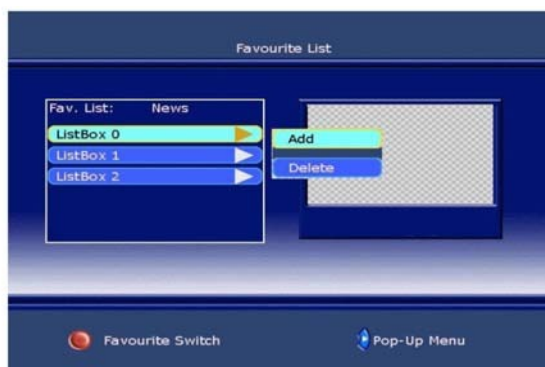 Favourite List
Fav. List: News
ListBox 0
ListBox 1
ListBox 2
Add
Delete
Favourite Switch
Pop-Up Menu